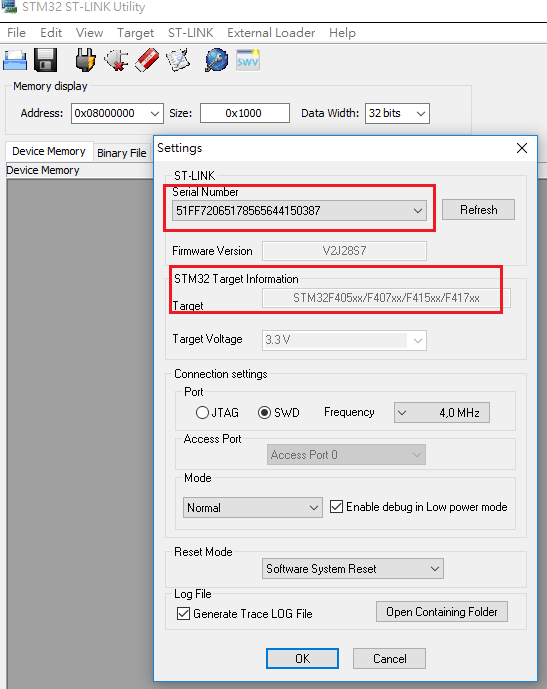 STM32 ST-LINK Utility
File Edit View Target ST-LINK External Loader Help
SWV
Memory display
Address: 0x08000000 Size: 0x1000 Data Width: 32 bits
Device Memory Binary File
Device Memory
Settings
ST-LINK
Serial Number
51FF72065178565644150387 Refresh
Firmware Version V2J28S7
STM32 Target Information
Target STM32F405xx/F407xx/F415xx/F417xx
Target Voltage 3.3 V
Connection settings
Port
JTAG SWD Frequency 4,0 MHz
Access Port
Access Port 0
Mode
Normal Enable debug in Low power mode
Reset Mode
Software System Reset
Log File
Generate Trace LOG File Open Containing Folder
OK Cancel